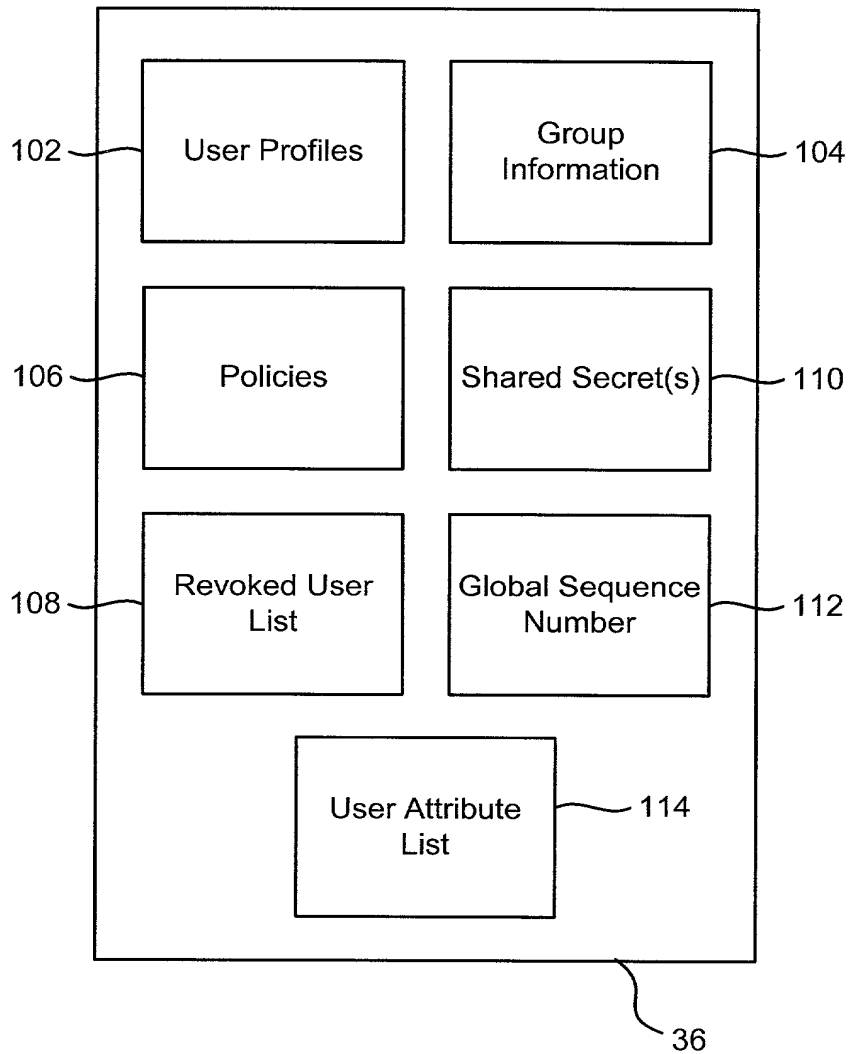 102
User Profiles
Group
Information
104
106
Policies
Shared Secret(s)
110
108
Revoked User
List
Global Sequence
Number
112
User Attribute
List
114
36